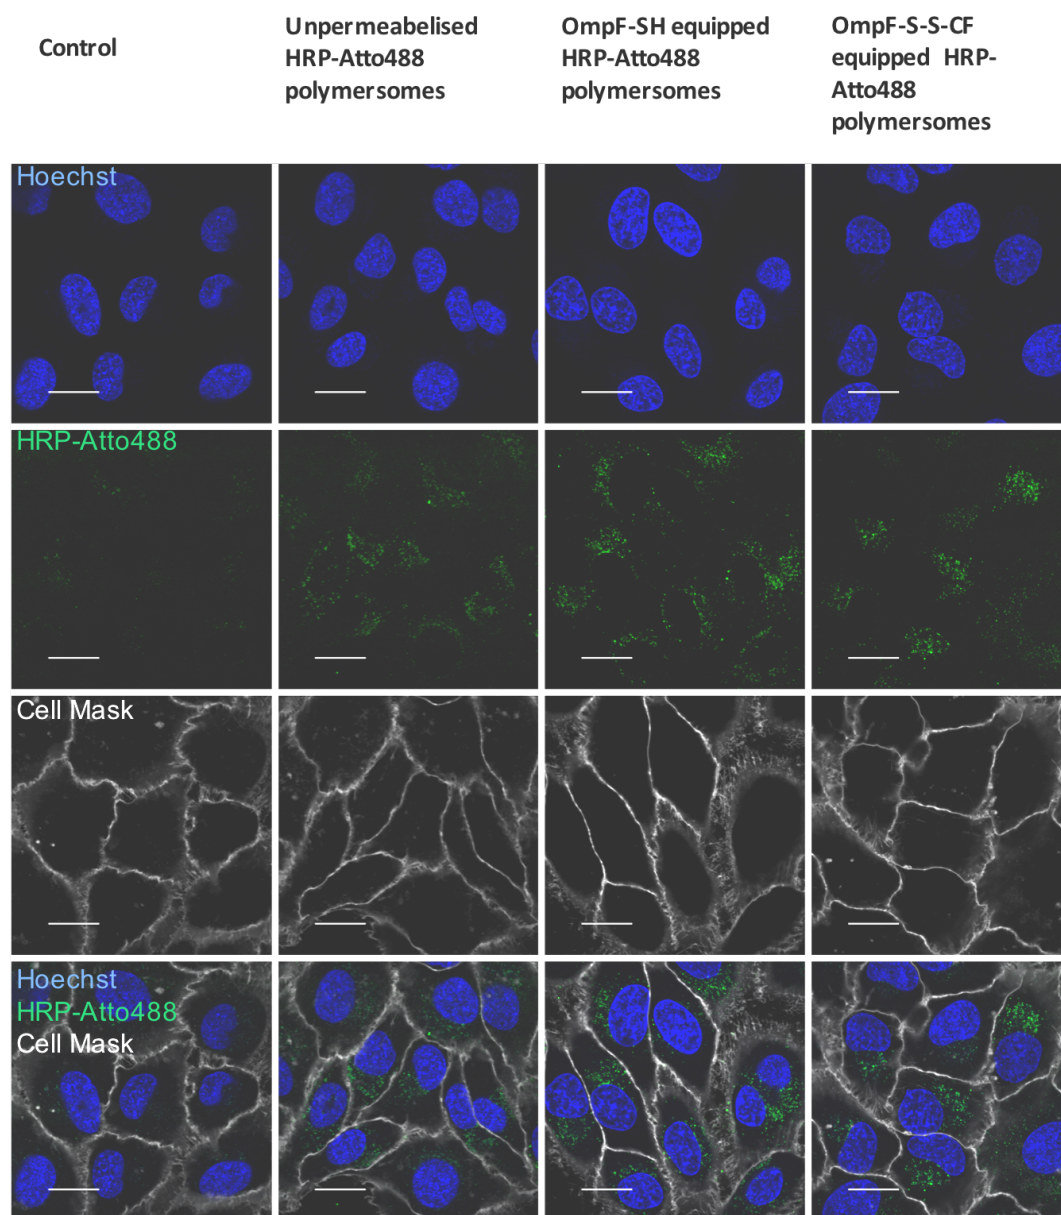 Control
Unpermeabelised
HRP-Atto488
polymersomes
OmpF-SH equipped
HRP-Atto488
polymersomes
OmpF-S-S-CF
equipped HRP-
Atto488
polymersomes
Hoechst
HRP-Atto488
Cell Mask
Hoechst
HRP-Atto488
Cell Mask